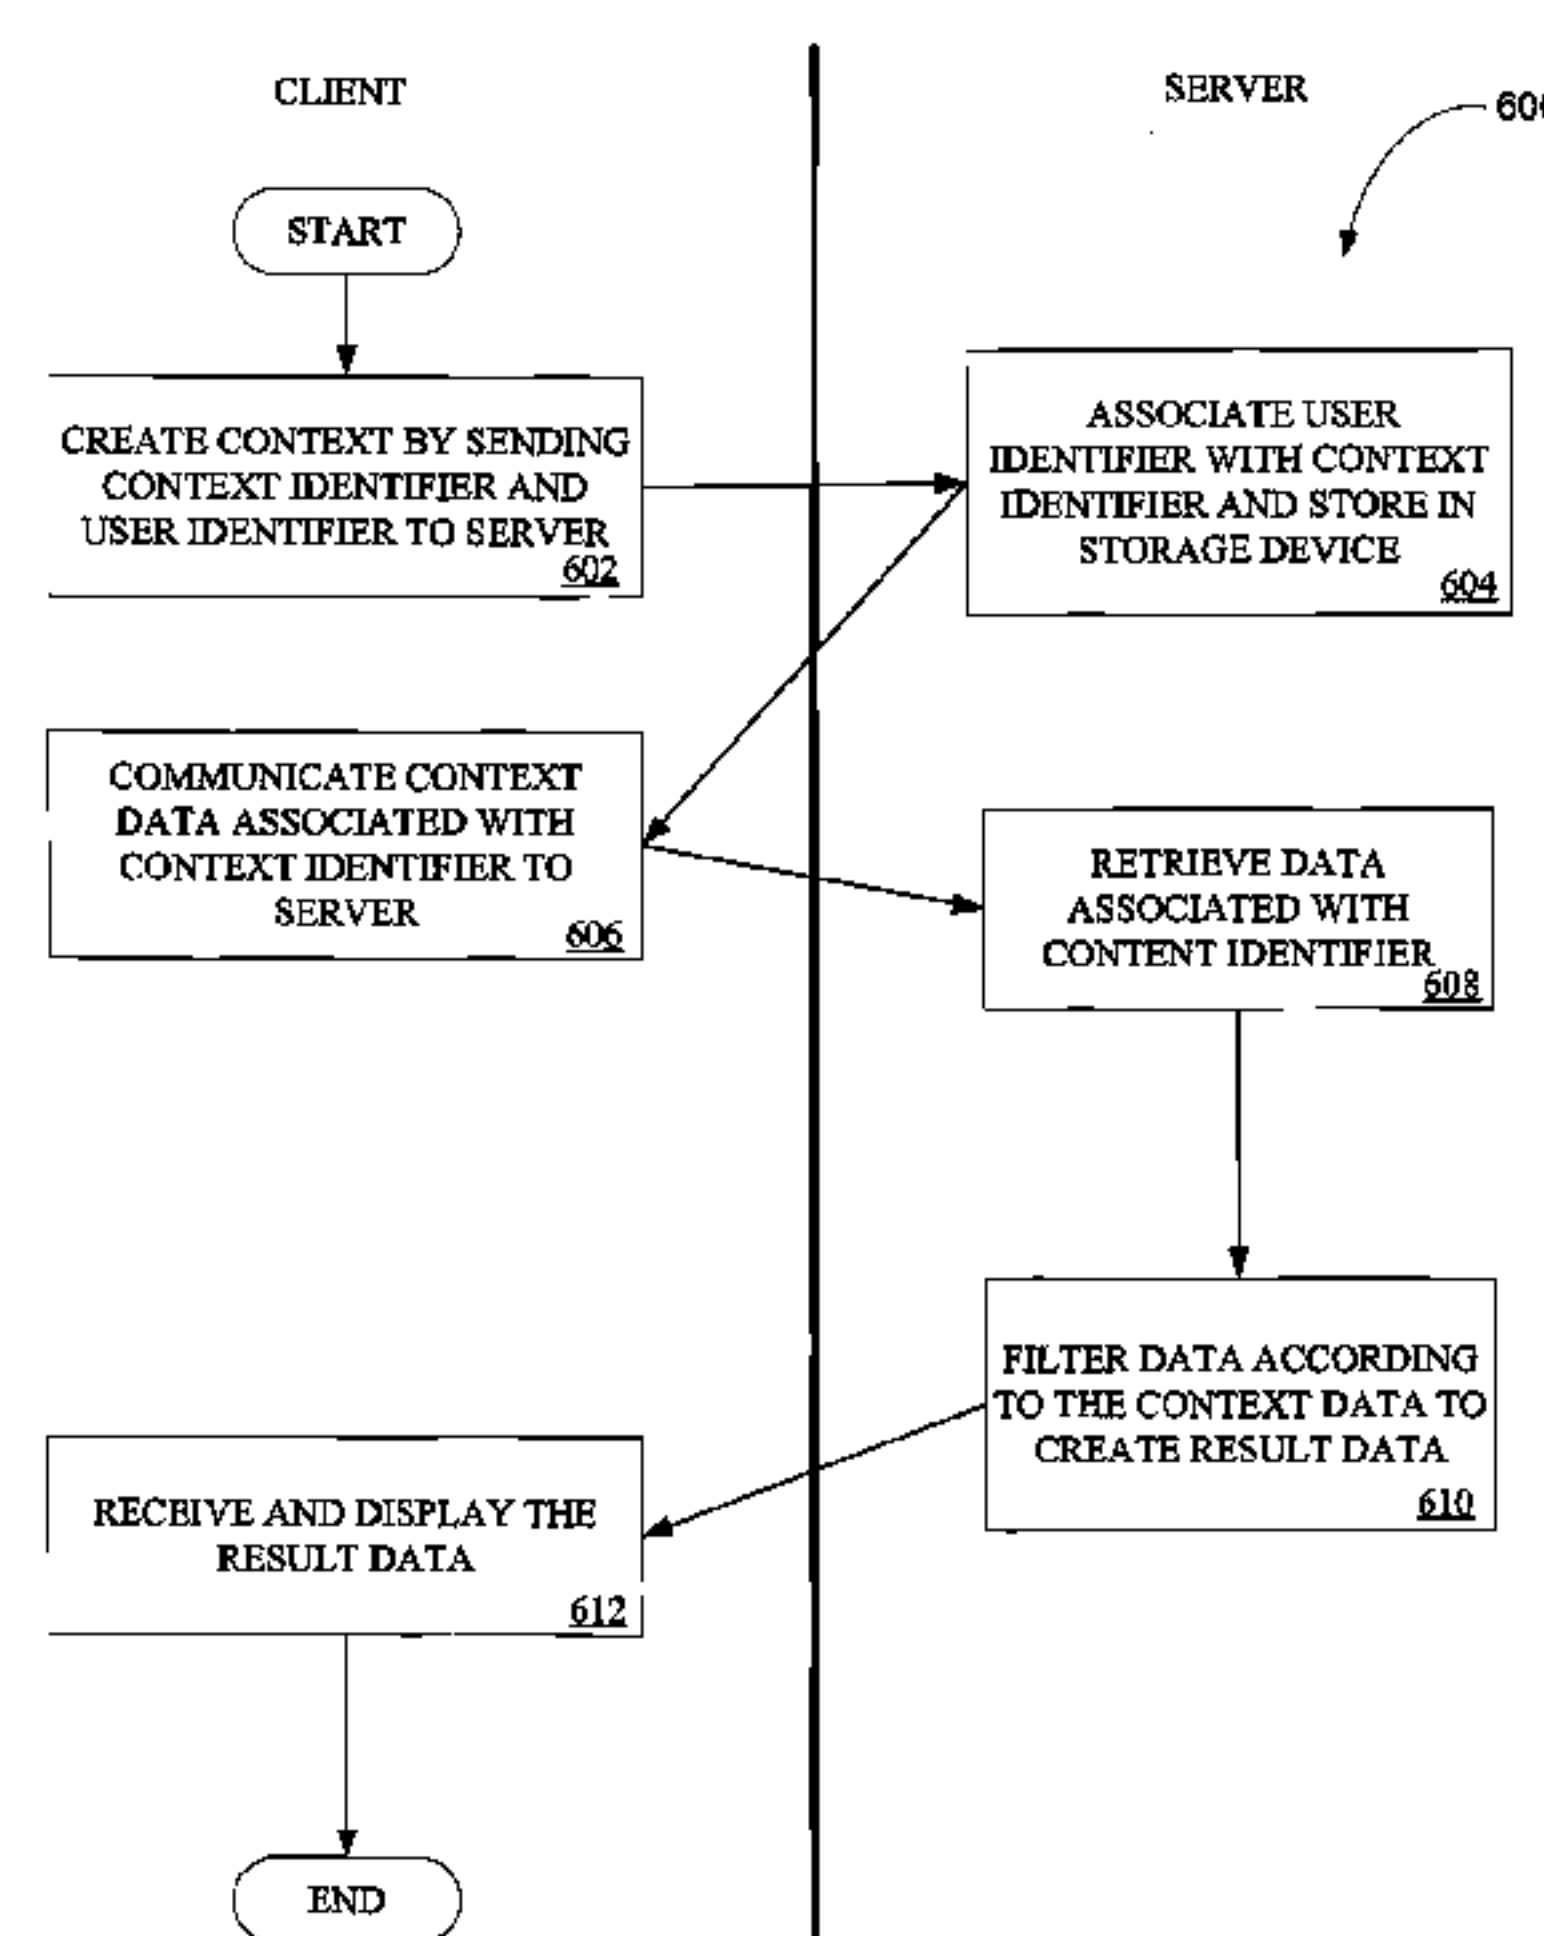 CLIENT
SERVER
START
CREATE CONTEXT BY SENDING
CONTEXT IDENTIFIER AND
USER IDENTIFIER TO SERVER
602
ASSOCIATE USER
IDENTIFIER WITH CONTEXT
IDENTIFIER AND STORE IN
STORAGE DEVICE
604
COMMUNICATE CONTEXT
DATA ASSOCIATED WITH
CONTEXT IDENTIFIER TO
SERVER
606
RETRIEVE DATA
ASSOCIATED WITH
CONTENT IDENTIFIER
608
FILTER DATA ACCORDING
TO THE CONTEXT DATA TO
CREATE RESULT DATA
610
RECEIVE AND DISPLAY THE
RESULT DATA
612
END